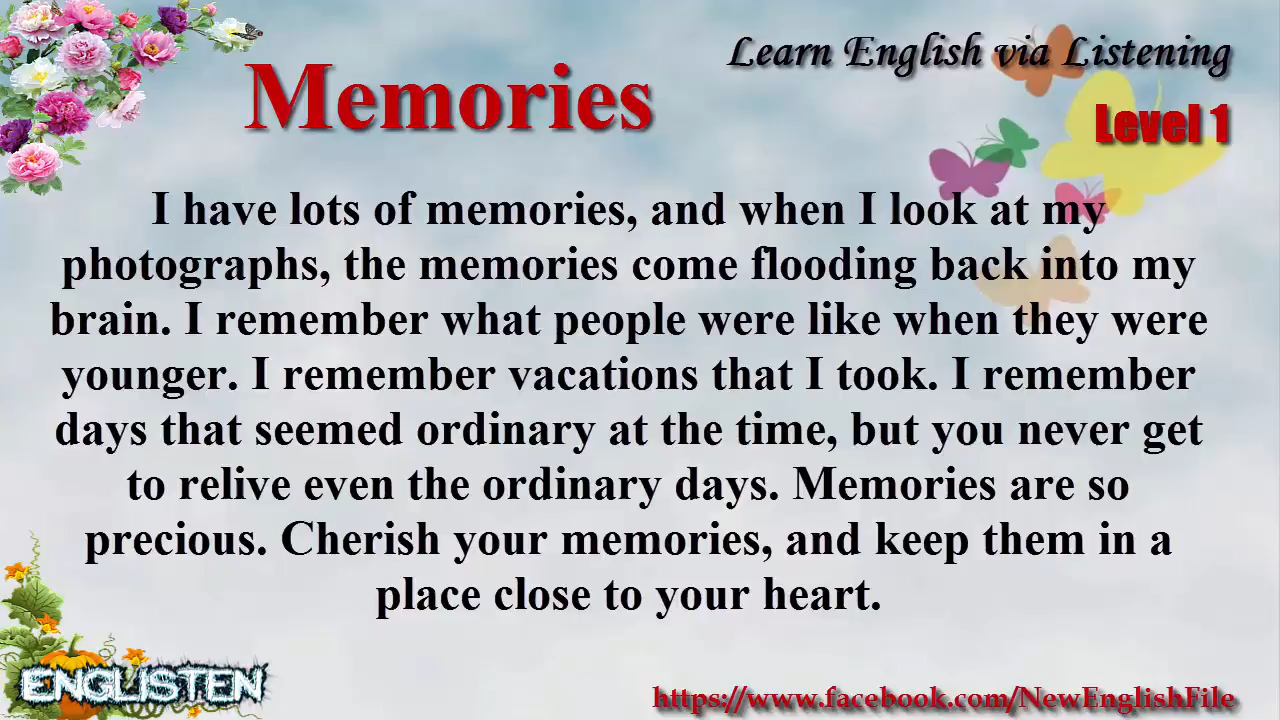 Learn English via Listening
Memories
Level 1
I have lots of memories, and when I look at my
photographs, the memories come flooding back into my
brain. I remember what people were like when they were
younger. I remember vacations that I took. I remember
days that seemed ordinary at the time, but you never get
to relive even the ordinary days. Memories are so
precious. Cherish your memories, and keep them in a
place close to your heart.
ENGLISTEN
https://www.facebook.com/NewEnglishFile